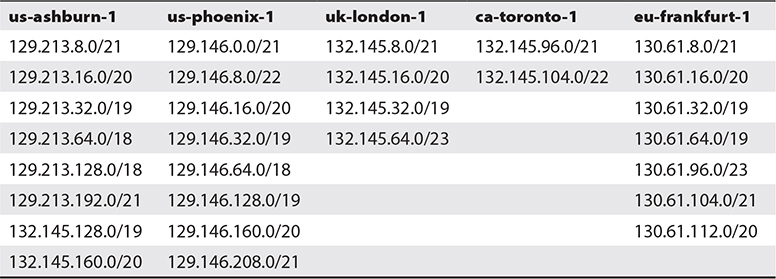 us-ashburn-1 us-phoenix-1 uk-london-1 ca-toronto-1 eu-frankfurt-1
129.213.8.0/21 129.146.0.0/21 132.145.8.0/21 132.145.96.0/21 130.61.8.0/21
129.213.16.0/20 129.146.8.0/22 132.145.16.0/20 132.145.104.0/22 130.61.16.0/20
129.213.32.0/19 129.146.16.0/20 132.145.32.0/19 130.61.32.0/19
129.213.64.0/18 129.146.32.0/19 132.145.64.0/23 130.61.64.0/19
129.213.128.0/18 129.146.64.0/18 130.61.96.0/23
129.213.192.0/21 129.146.128.0/19 130.61.104.0/21
132.145.128.0/19 129.146.160.0/20 130.61.112.0/20
132.145.160.0/20 129.146.208.0/21